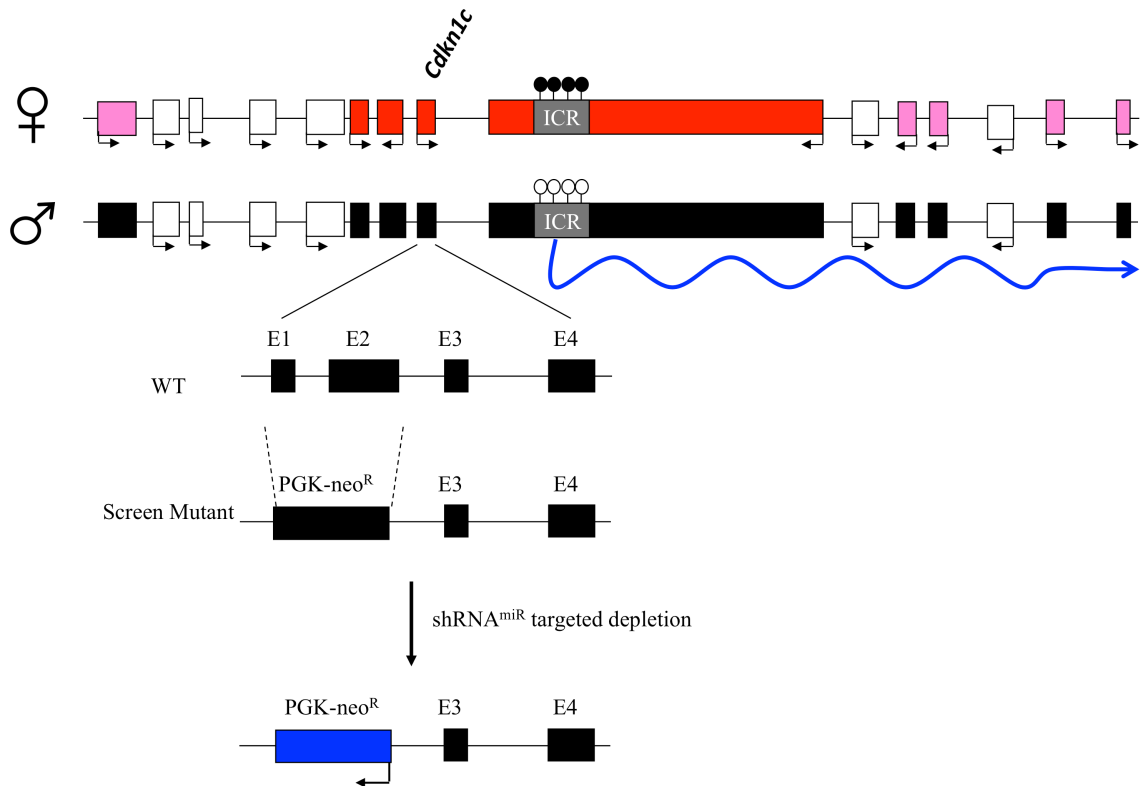 Cdkn1c
♀
ICR
♂
ICR
E1 E2 E3 E4
WT
PGK-neoᴿ E3 E4
Screen Mutant
shRNAᵐⁱᴿ targeted depletion
PGK-neoᴿ E3 E4